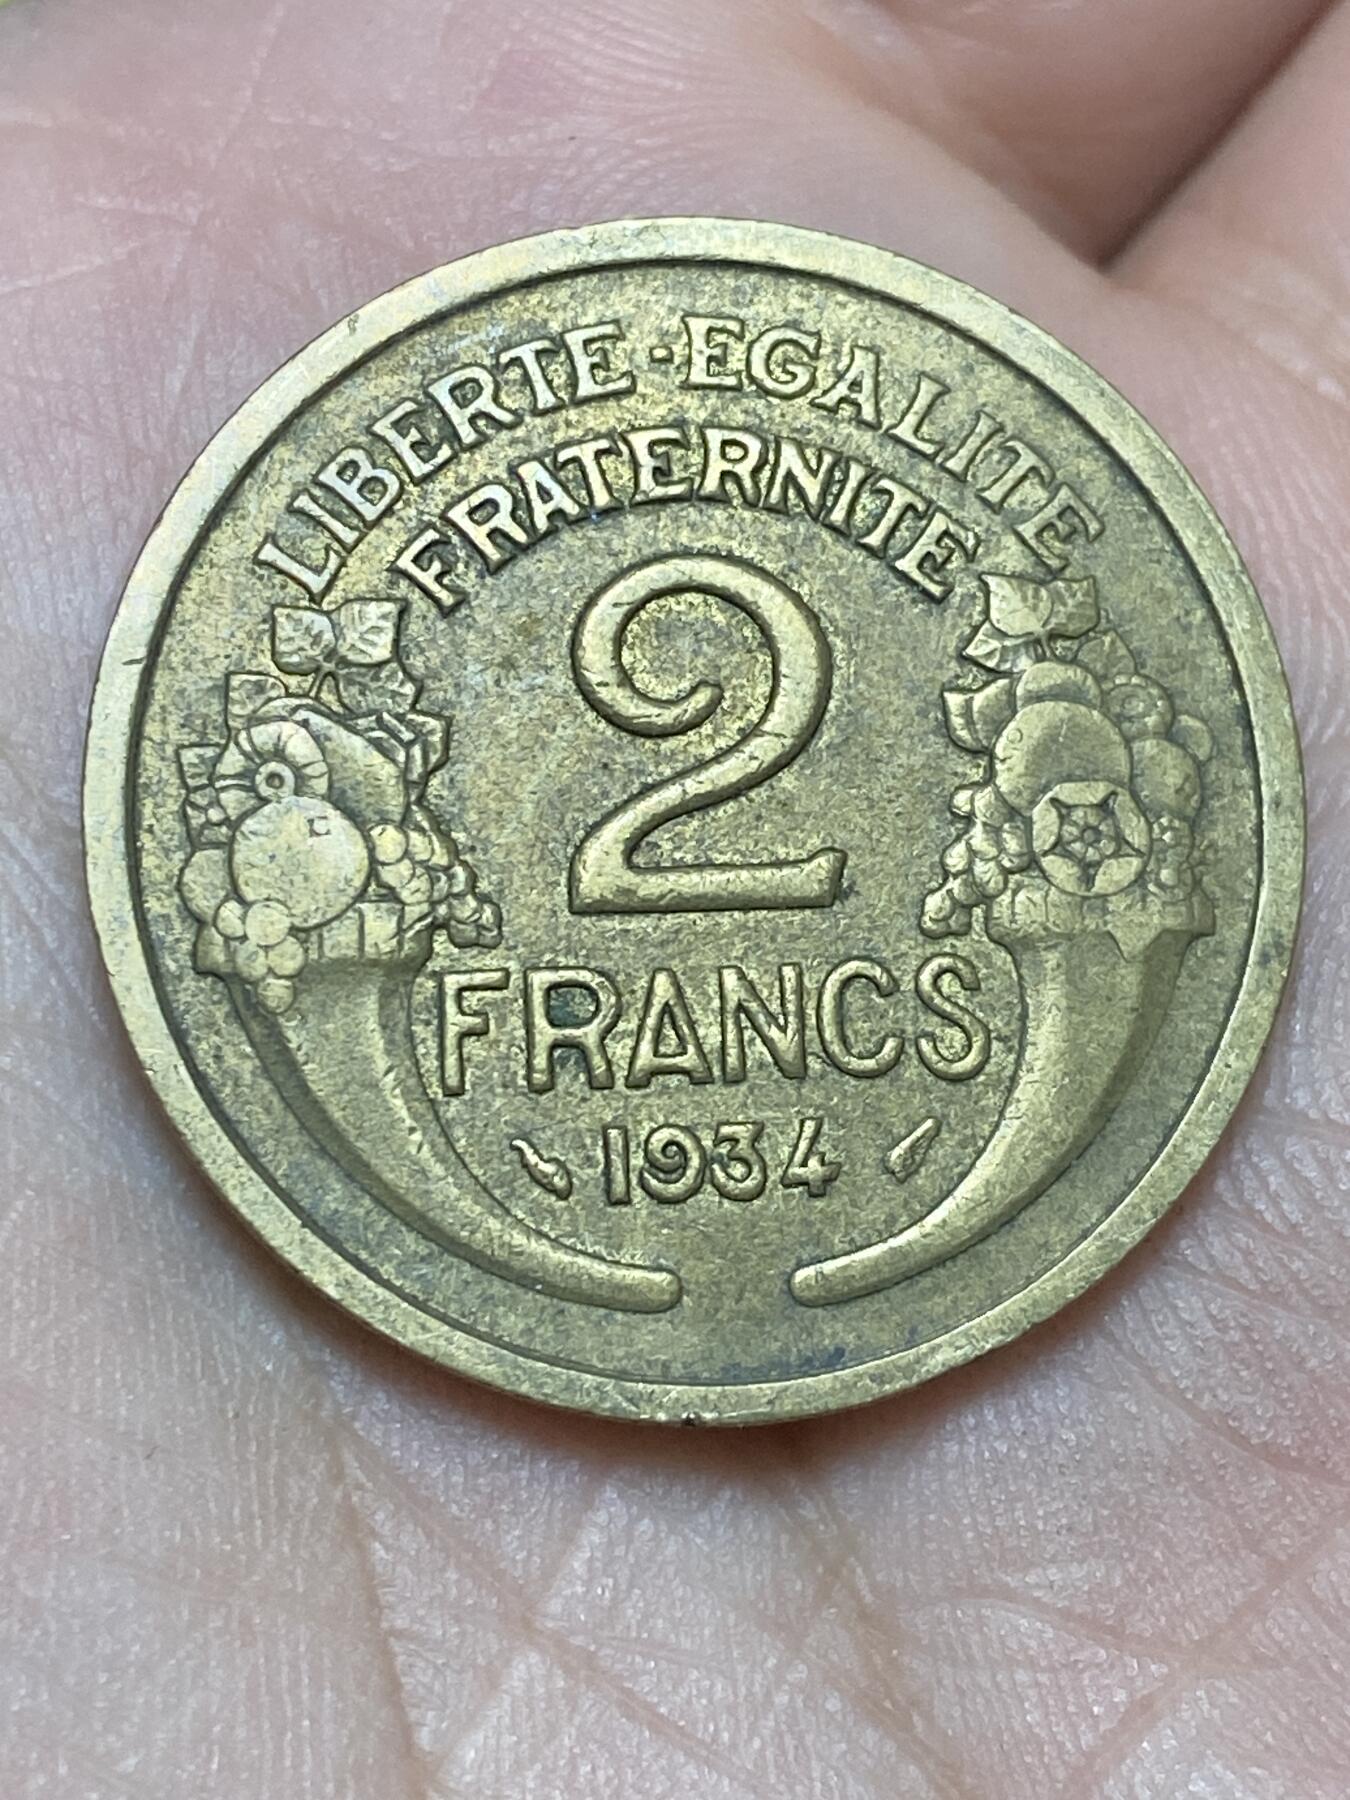 LIBERTE·EGALITE
FRATERNITE
2
FRANCS
1934